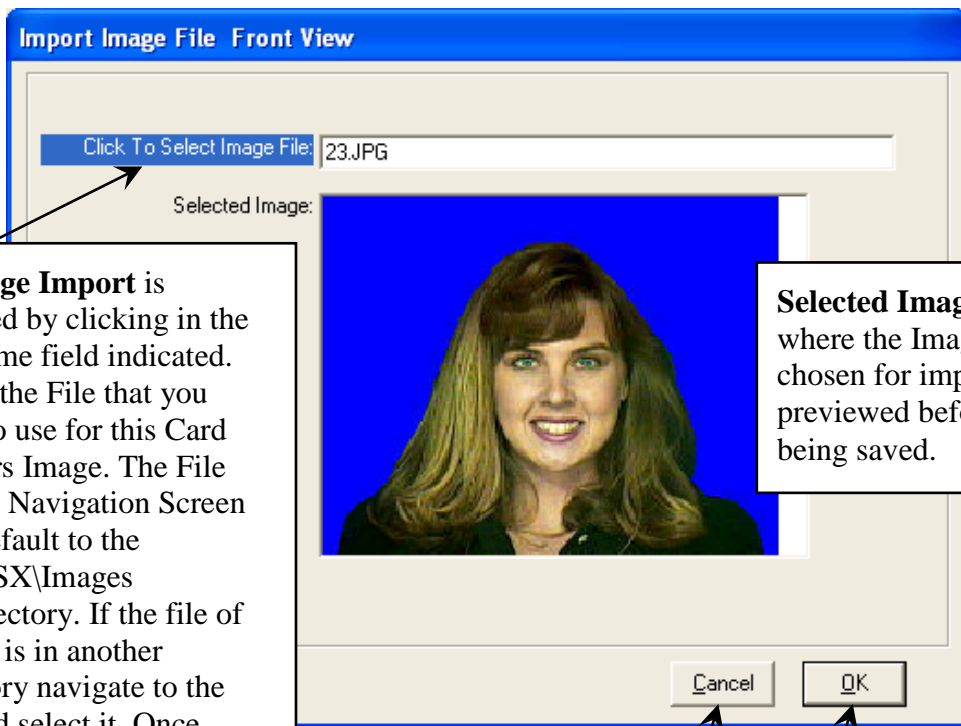 Import Image File Front View
Click To Select Image File:
23.JPG
Selected Image:
ge Import is
ed by clicking in the
me field indicated.
the File that you
o use for this Card
rs Image. The File
Navigation Screen
fault to the
SX\Images
ectory. If the file of
is in another
ry navigate to the
d select it. Once
Selected Imag
where the Ima
chosen for imp
previewed befo
being saved.
Cancel
OK